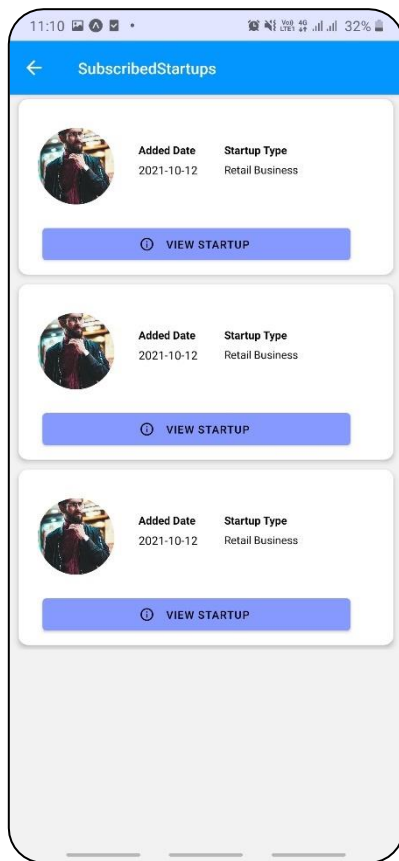 11:10 32%
SubscribedStartups
Added Date Startup Type
2021-10-12 Retail Business
VIEW STARTUP
Added Date Startup Type
2021-10-12 Retail Business
VIEW STARTUP
Added Date Startup Type
2021-10-12 Retail Business
VIEW STARTUP